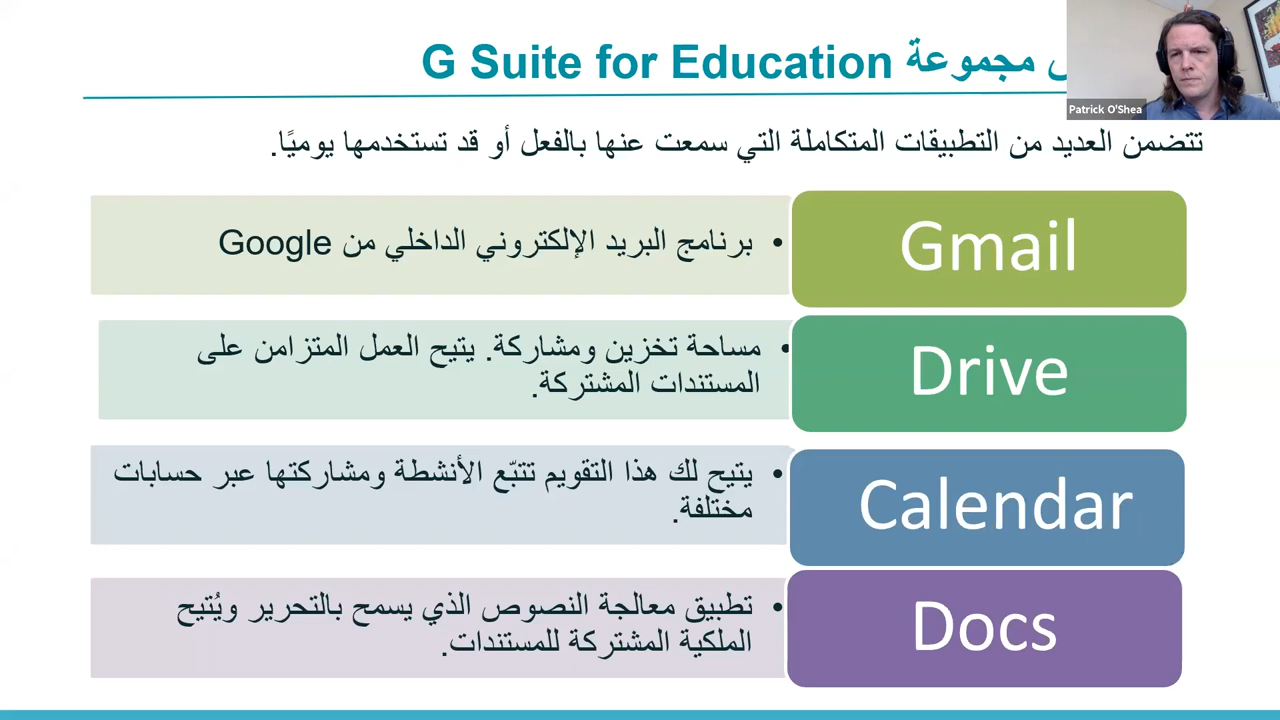 مجموعة G Suite for Education
Patrick O'Shea
تتضمن العديد من التطبيقات المتكاملة التي سمعت عنها بالفعل أو قد تستخدمها يوميًا.
Gmail
• برنامج البريد الإلكتروني الداخلي من Google
Drive
• مساحة تخزين ومشاركة. يتيح العمل المتزامن على
المستندات المشتركة.
Calendar
• يتيح لك هذا التقويم تتبّع الأنشطة ومشاركتها عبر حسابات
مختلفة.
Docs
• تطبيق معالجة النصوص الذي يسمح بالتحرير ويُتيح
الملكية المشتركة للمستندات.